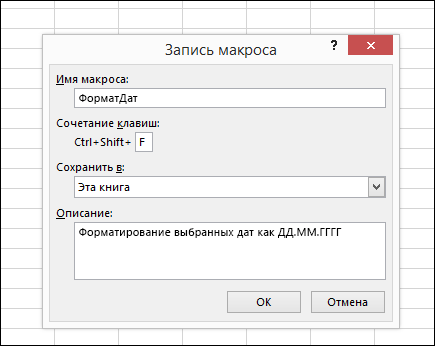 Запись макроса
?
Имя макроса:
ФорматДат
Сочетание клавиш:
Ctrl+Shift+ F
Сохранить в:
Эта книга
Описание:
Форматирование выбранных дат как ДД.ММ.ГГГГ
ОК Отмена